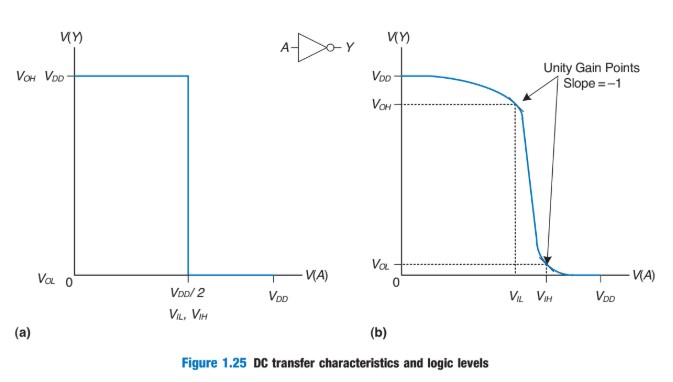 V(Y)
A
Y
VOH VDD
VOL 0
VDD/ 2
VIL, VIH
VDD
V(A)
(a)
V(Y)
Unity Gain Points
Slope = −1
VDD
VOH
VOL
0
VIL VIH VDD
V(A)
(b)
Figure 1.25 DC transfer characteristics and logic levels